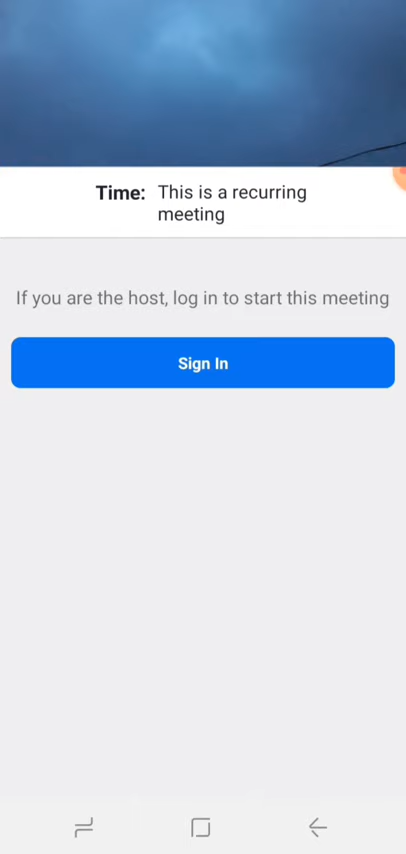 Time: This is a recurring
meeting
If you are the host, log in to start this meeting
Sign In